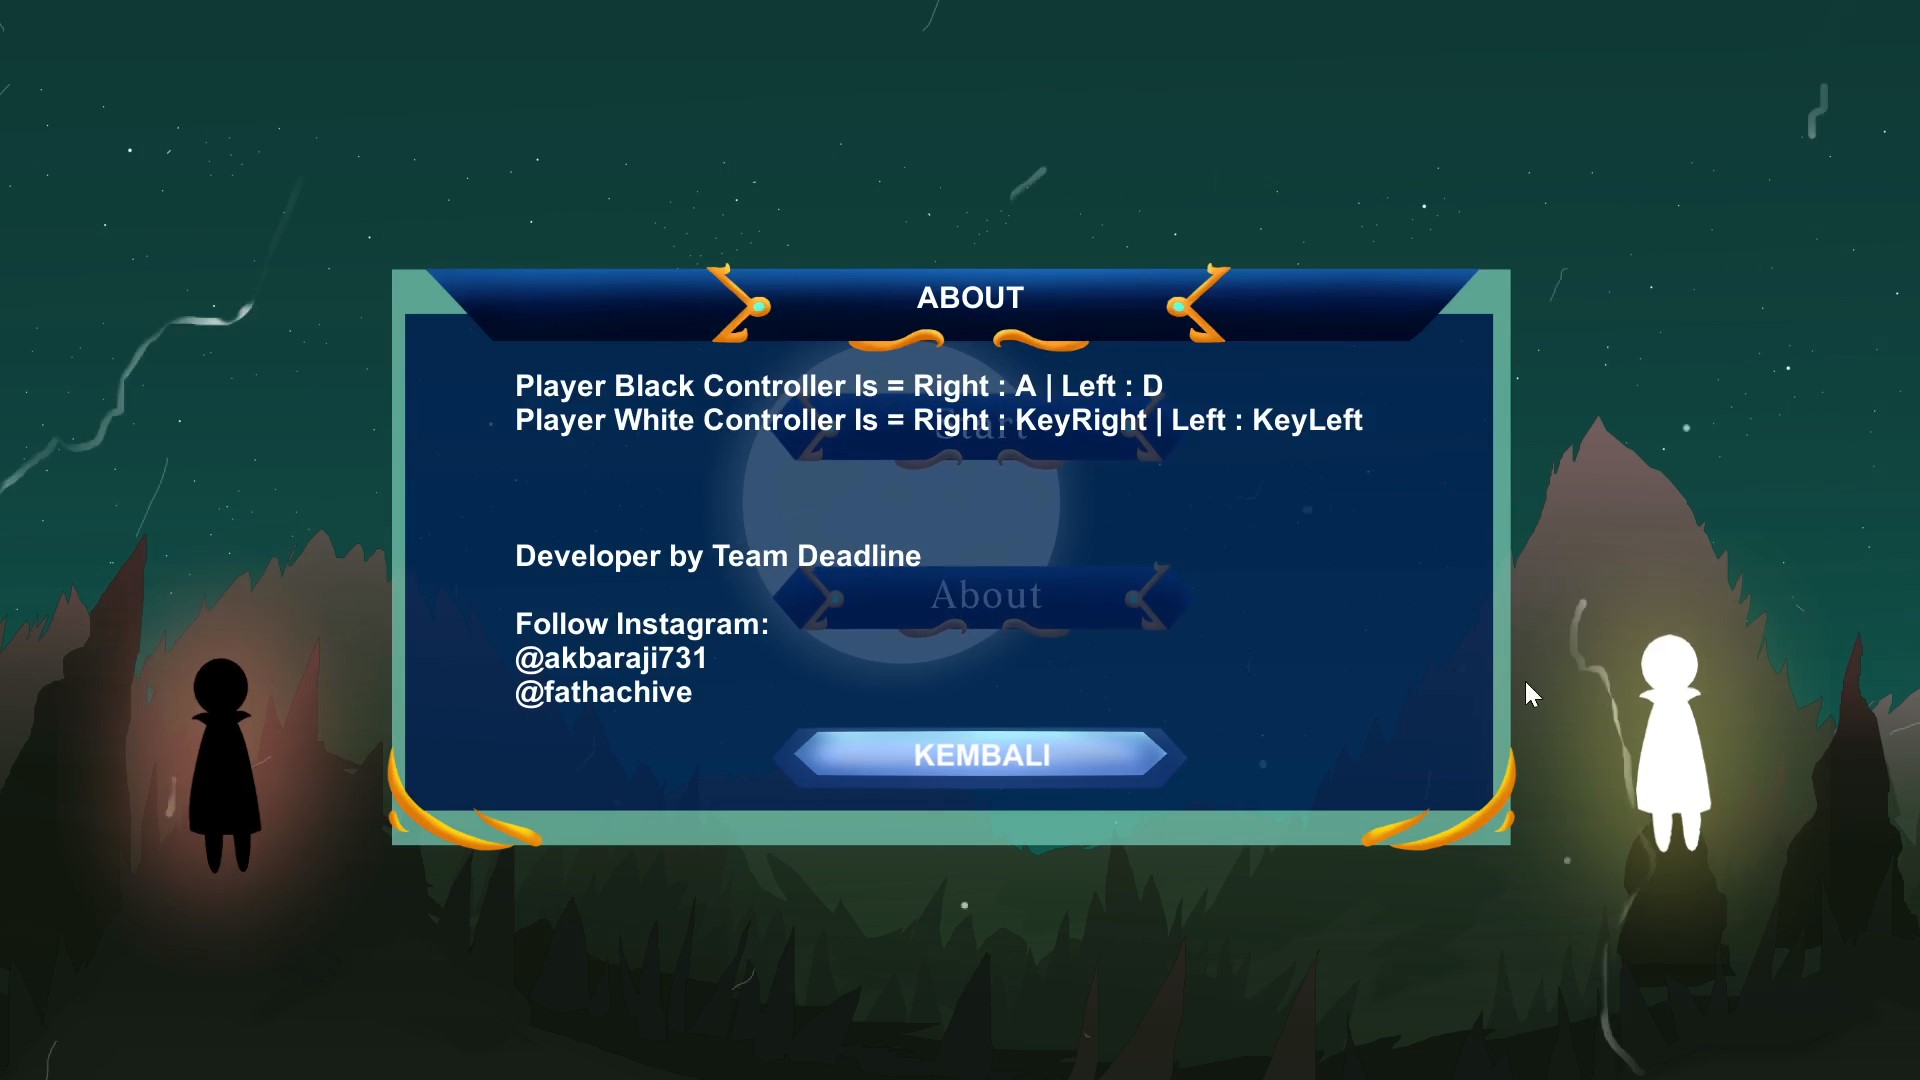 ABOUT
Player Black Controller Is = Right : A | Left : D
Player White Controller Is = Right : KeyRight | Left : KeyLeft
Start
Developer by Team Deadline
About
Follow Instagram:
@akbaraji731
@fathachive
KEMBALI